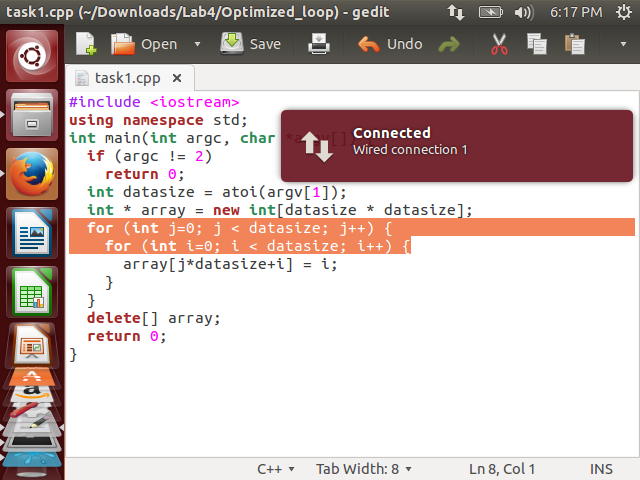 task1.cpp (~/Downloads/Lab4/Optimized_loop) - gedit
6:17 PM
Open
Save
Undo
task1.cpp
#include <iostream>
using namespace std;
int main(int argc, char *argv[]
if (argc != 2)
return 0;
int datasize = atoi(argv[1]);
int * array = new int[datasize * datasize];
for (int j=0; j < datasize; j++) {
for (int i=0; i < datasize; i++) {
array[j*datasize+i] = i;
}
}
delete[] array;
return 0;
}
Connected
Wired connection 1
C++
Tab Width: 8
Ln 8, Col 1
INS